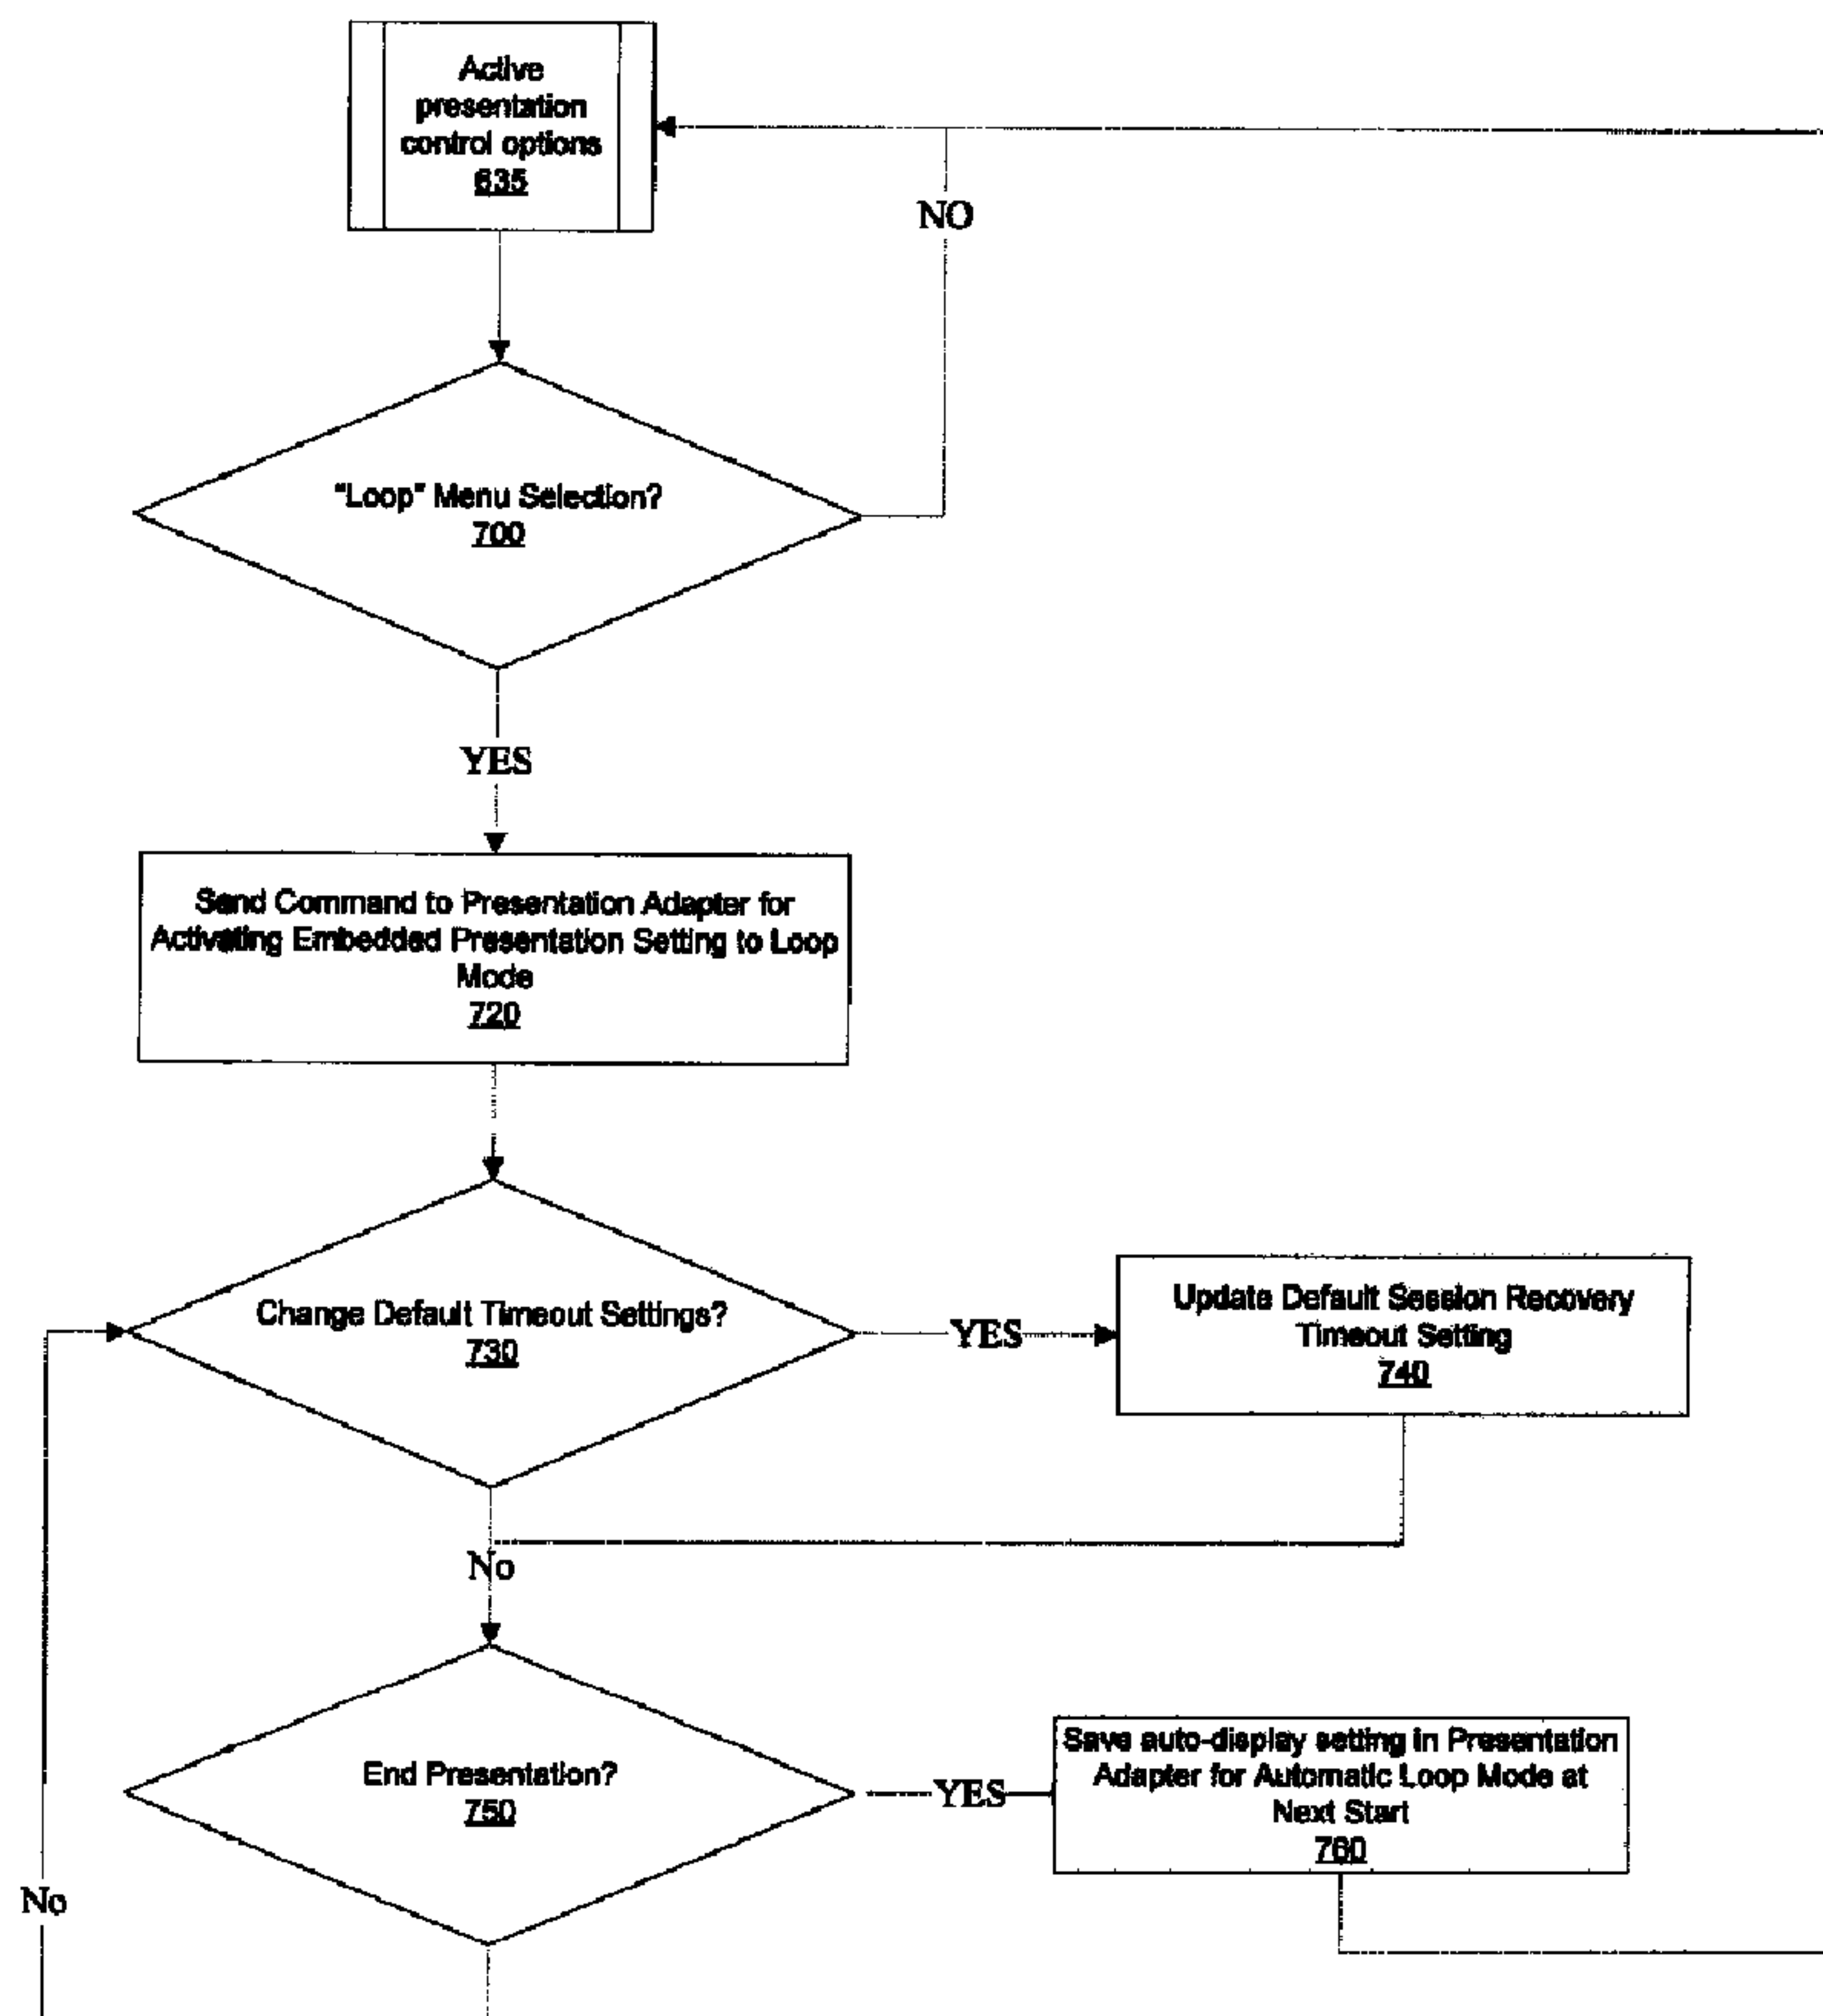 Active
presentation
control options
635
NO
"Loop" Menu Selection?
700
YES
Send Command to Presentation Adapter for
Activating Embedded Presentation Setting to Loop
Mode
720
Change Default Timeout Settings?
730
YES
Update Default Session Recovery
Timeout Setting
740
No
End Presentation?
750
YES
Save auto-display setting in Presentation
Adapter for Automatic Loop Mode at
Next Start
760
No